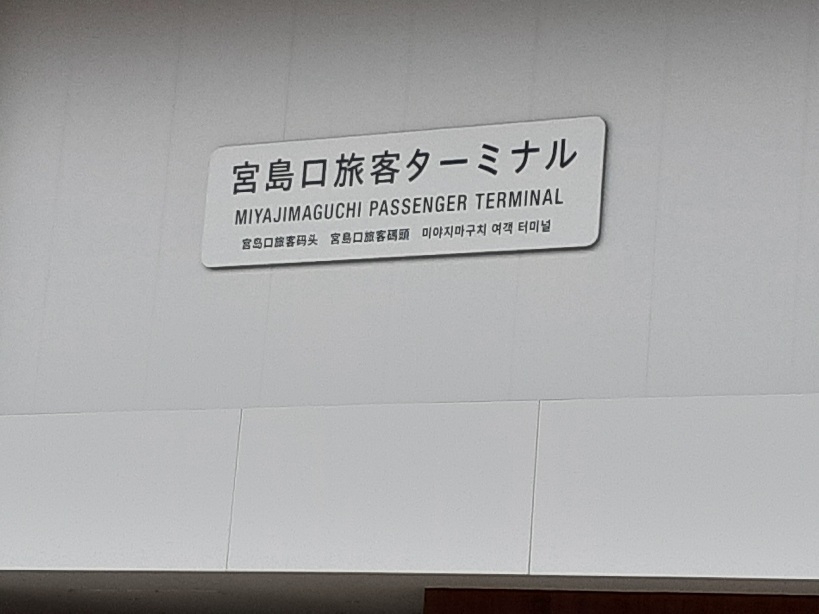 宮島口旅客ターミナル
MIYAJIMAGUCHI PASSENGER TERMINAL
宫岛口旅客码头 宮島口旅客碼頭 미야지마구치 여객 터미널